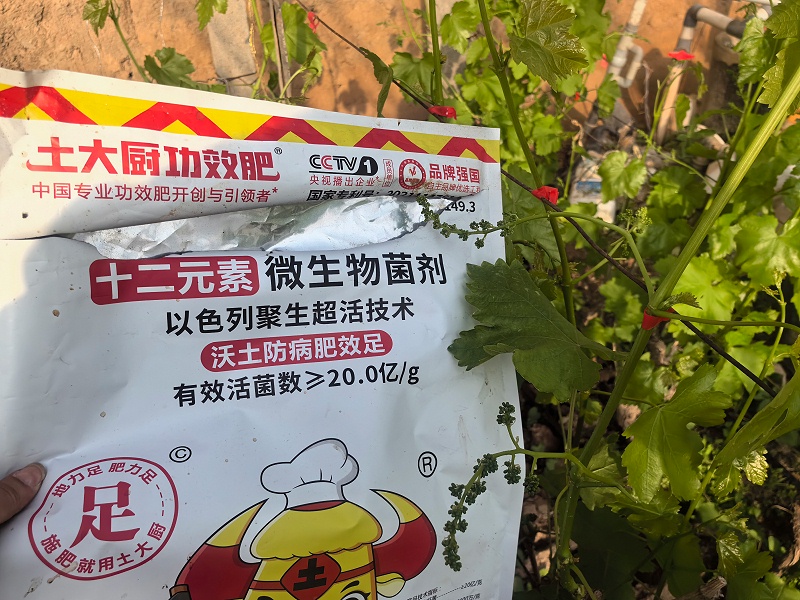 土大厨功效肥®
中国专业功效肥开创与引领者*
CCTV 1
央视播出企业
品牌强国
国家专利号:
149.3
十二元素 微生物菌剂
以色列聚生超活技术
沃土防病肥效足
有效活菌数≥20.0亿/g
©
®
地力足 肥力足
足
施肥就用土大厨
土